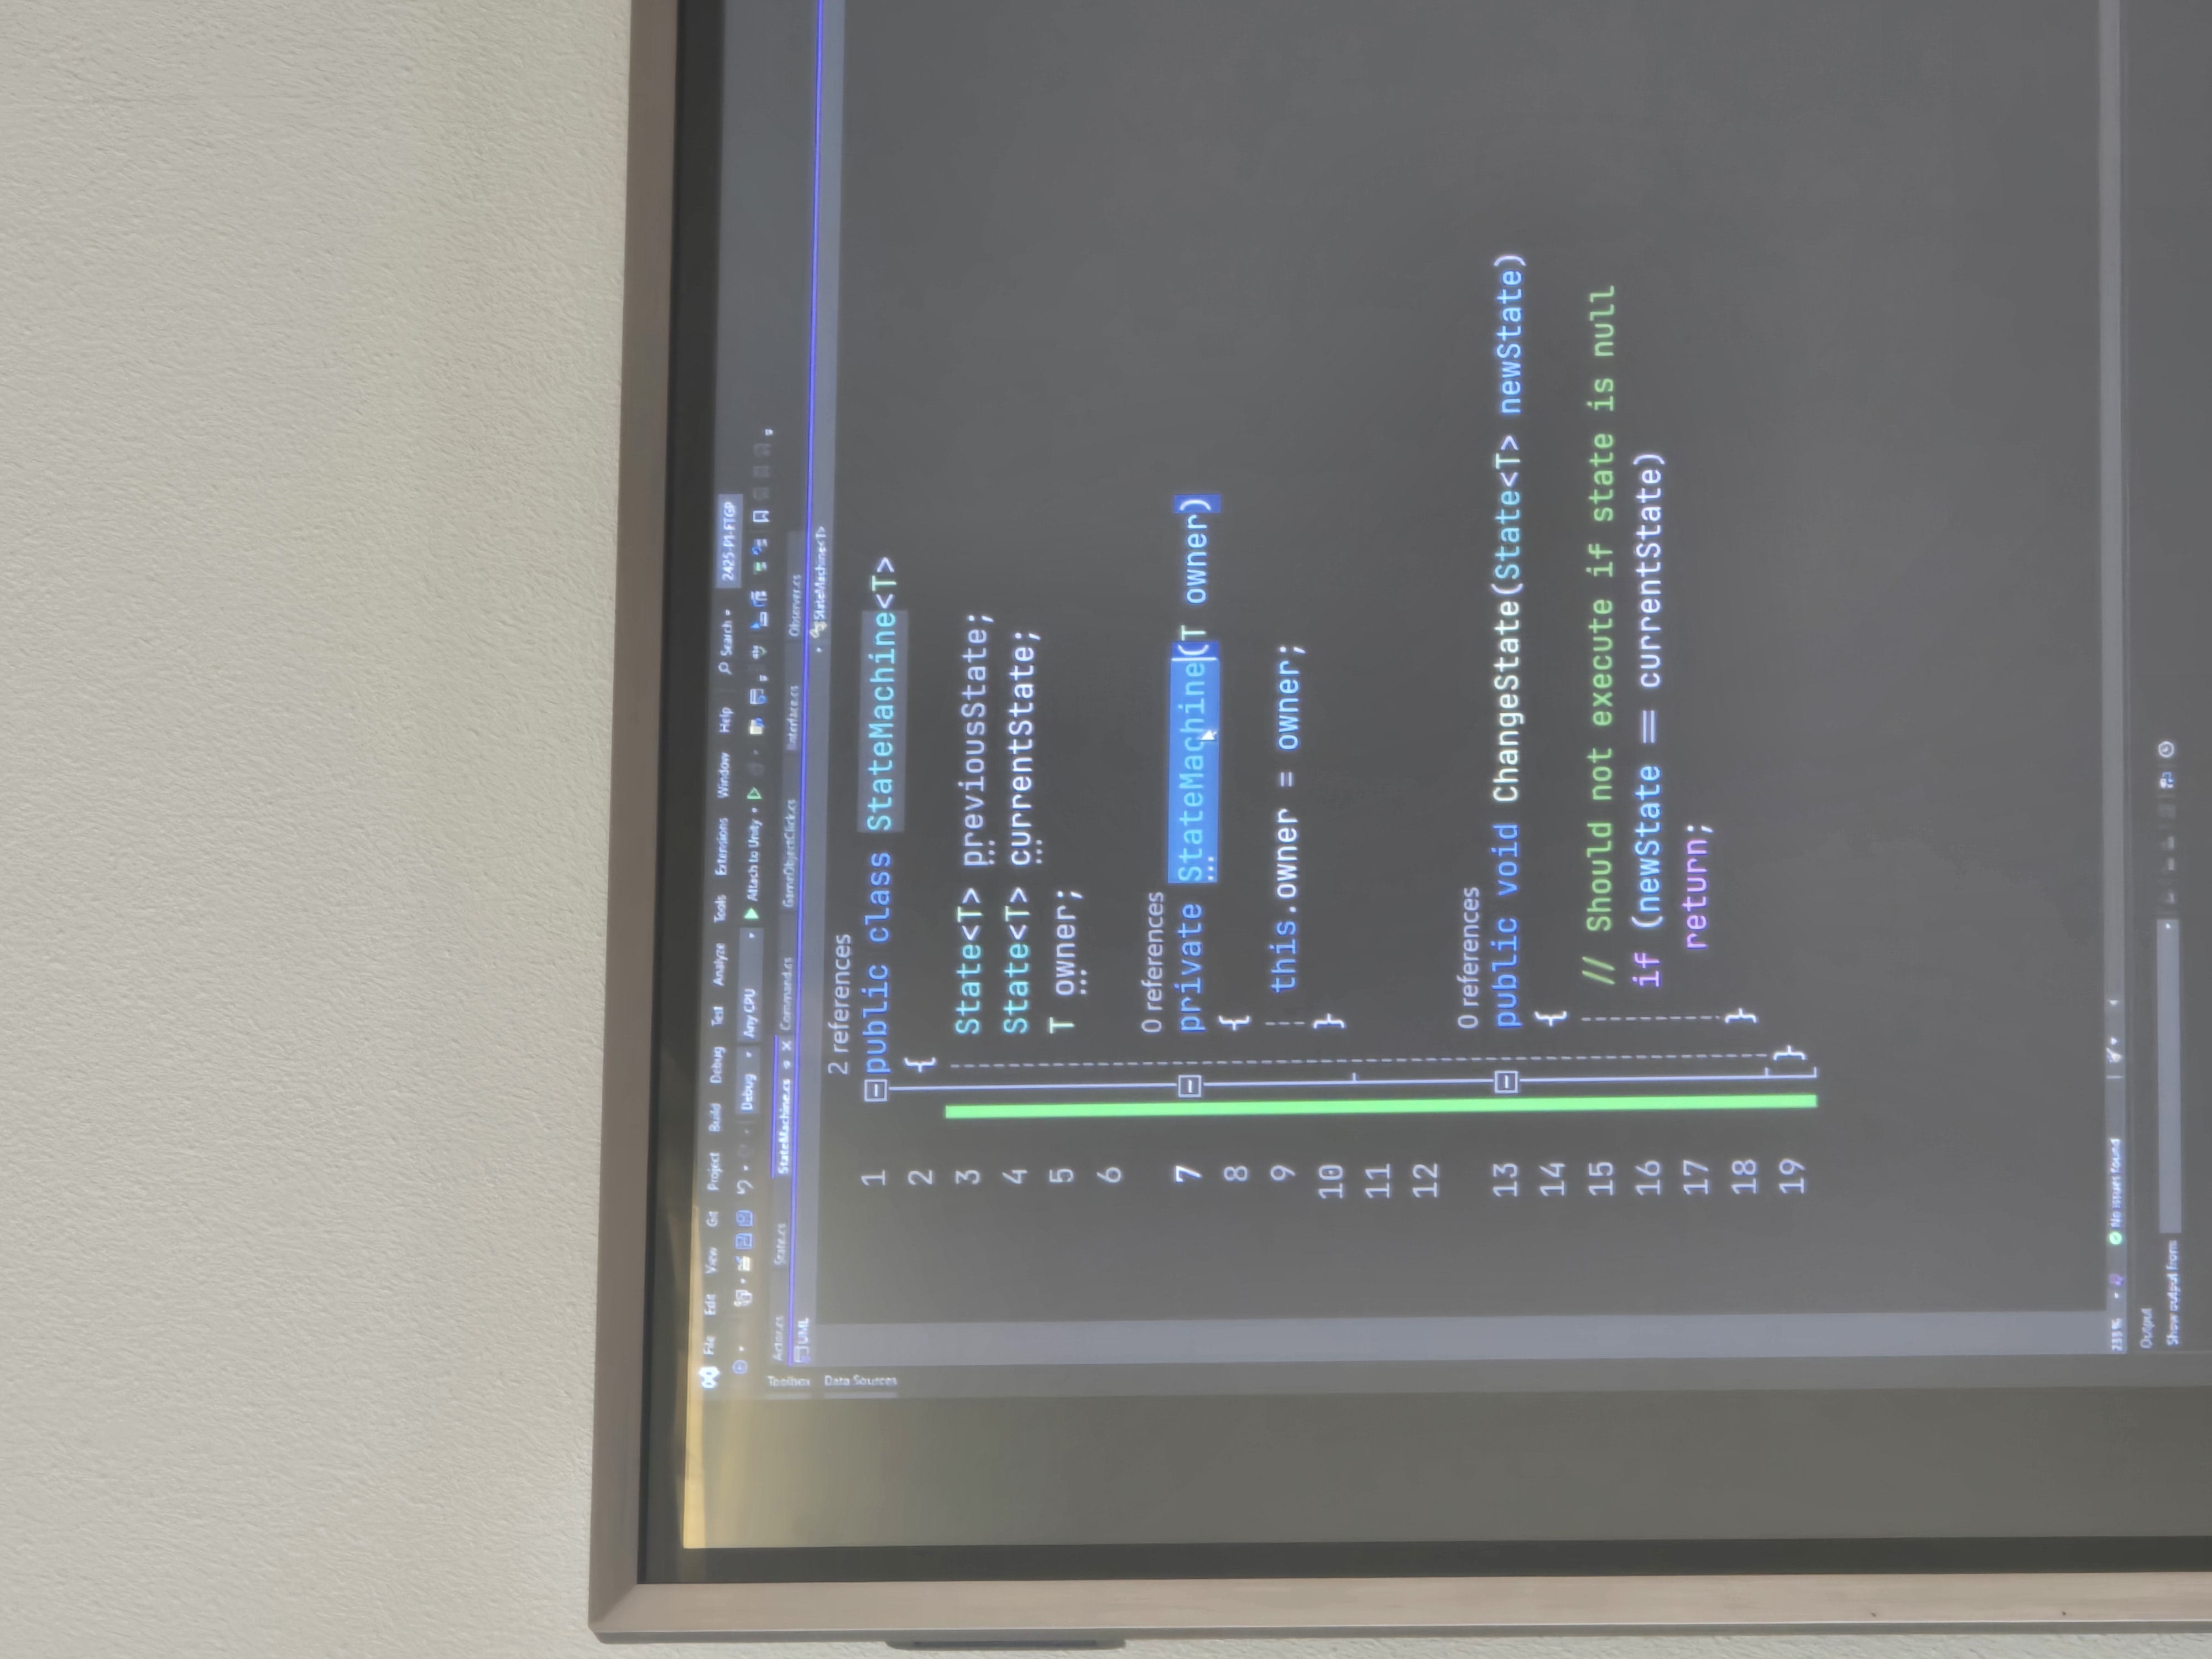 File Edit View Git Project Build Debug Test Analyze Tools Extensions Window Help Search 2425-P1-FTGP
Debug Any CPU Attach to Unity
Actor.cs State.cs StateMachine.cs Command.cs GameObjectClick.cs IInterface.cs Observer.cs
UML StateMachine<T>
Toolbox
Data Sources
2 references
1 public class StateMachine<T>
2 {
3 State<T> previousState;
4 State<T> currentState;
5 T owner;
6
0 references
7 private StateMachine(T owner)
8 {
9 this.owner = owner;
10 }
11
12
0 references
13 public void ChangeState(State<T> newState)
14 {
15 // Should not execute if state is null
16 if (newState == currentState)
17 return;
18 }
19 }
No issues found
Output
Show output from: